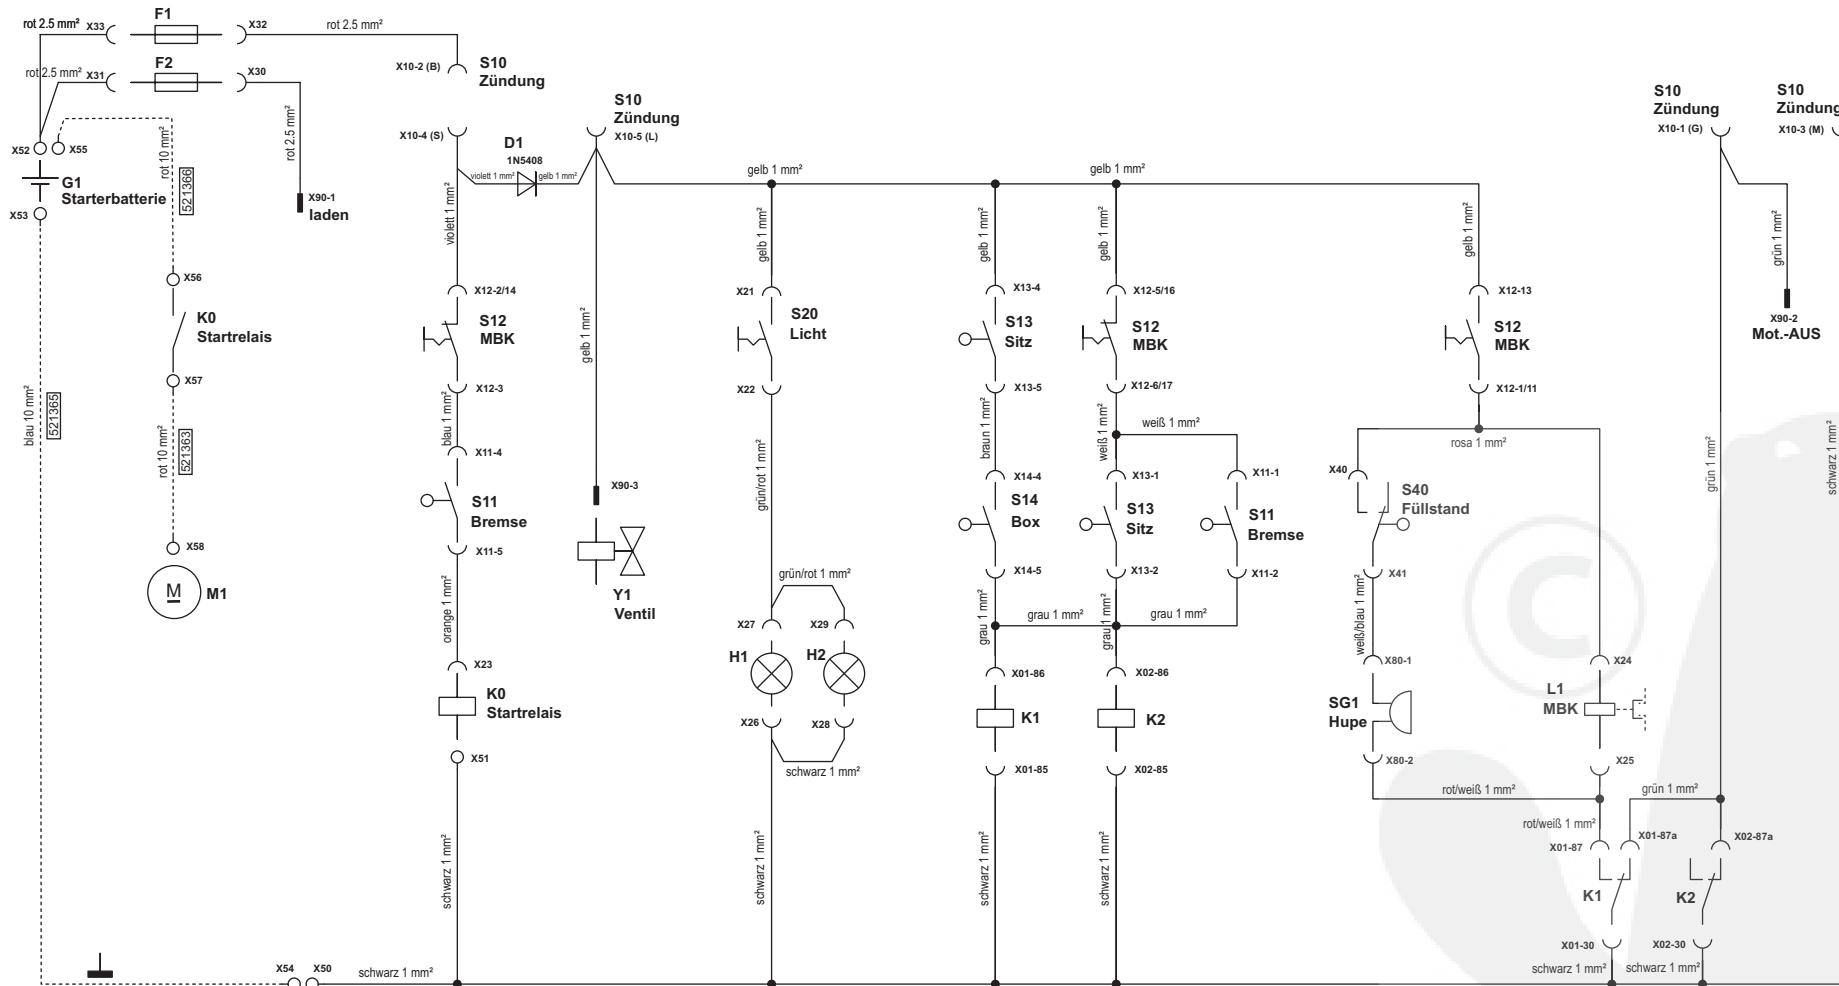 rot 2.5 mm²
X33
F1
X32
rot 2.5 mm²
rot 2.5 mm²
X31
F2
X30
X10-2 (B)
S10
Zündung
rot 2.5 mm²
X90-1
laden
X52
X55
G1
Starterbatterie
X53
rot 10 mm²
521366
X56
K0
Startrelais
X57
rot 10 mm²
521363
X58
M
M1
blau 10 mm²
521365
X54
X50
schwarz 1 mm²
X10-4 (S)
D1
1N5408
violett 1 mm²
gelb 1 mm²
S10
Zündung
X10-5 (L)
violett 1 mm²
X12-2/14
S12
MBK
X12-3
blau 1 mm²
X11-4
S11
Bremse
X11-5
orange 1 mm²
X23
K0
Startrelais
X51
schwarz 1 mm²
gelb 1 mm²
X90-3
Y1
Ventil
gelb 1 mm²
gelb 1 mm²
gelb 1 mm²
X21
S20
Licht
X22
grün/rot 1 mm²
grün/rot 1 mm²
X27
X29
H1
H2
X26
X28
schwarz 1 mm²
schwarz 1 mm²
gelb 1 mm²
X13-4
S13
Sitz
X13-5
braun 1 mm²
X14-4
S14
Box
X14-5
grau 1 mm²
grau 1 mm²
X01-86
K1
X01-85
schwarz 1 mm²
gelb 1 mm²
X12-5/16
S12
MBK
X12-6/17
weiß 1 mm²
weiß 1 mm²
X13-1
S13
Sitz
X13-2
X11-1
S11
Bremse
X11-2
grau 1 mm²
grau 1 mm²
X02-86
K2
X02-85
schwarz 1 mm²
gelb 1 mm²
X12-13
S12
MBK
X12-1/11
rosa 1 mm²
X40
S40
Füllstand
X41
weiß/blau 1 mm²
X80-1
SG1
Hupe
X80-2
rot/weiß 1 mm²
X24
L1
MBK
X25
rot/weiß 1 mm²
X01-87
X01-87a
K1
X01-30
schwarz 1 mm²
S10
Zündung
X10-1 (G)
grün 1 mm²
X90-2
Mot.-AUS
grün 1 mm²
grün 1 mm²
X02-87a
K2
X02-30
schwarz 1 mm²
S10
Zündung
X10-3 (M)
schwarz 1 mm²
©